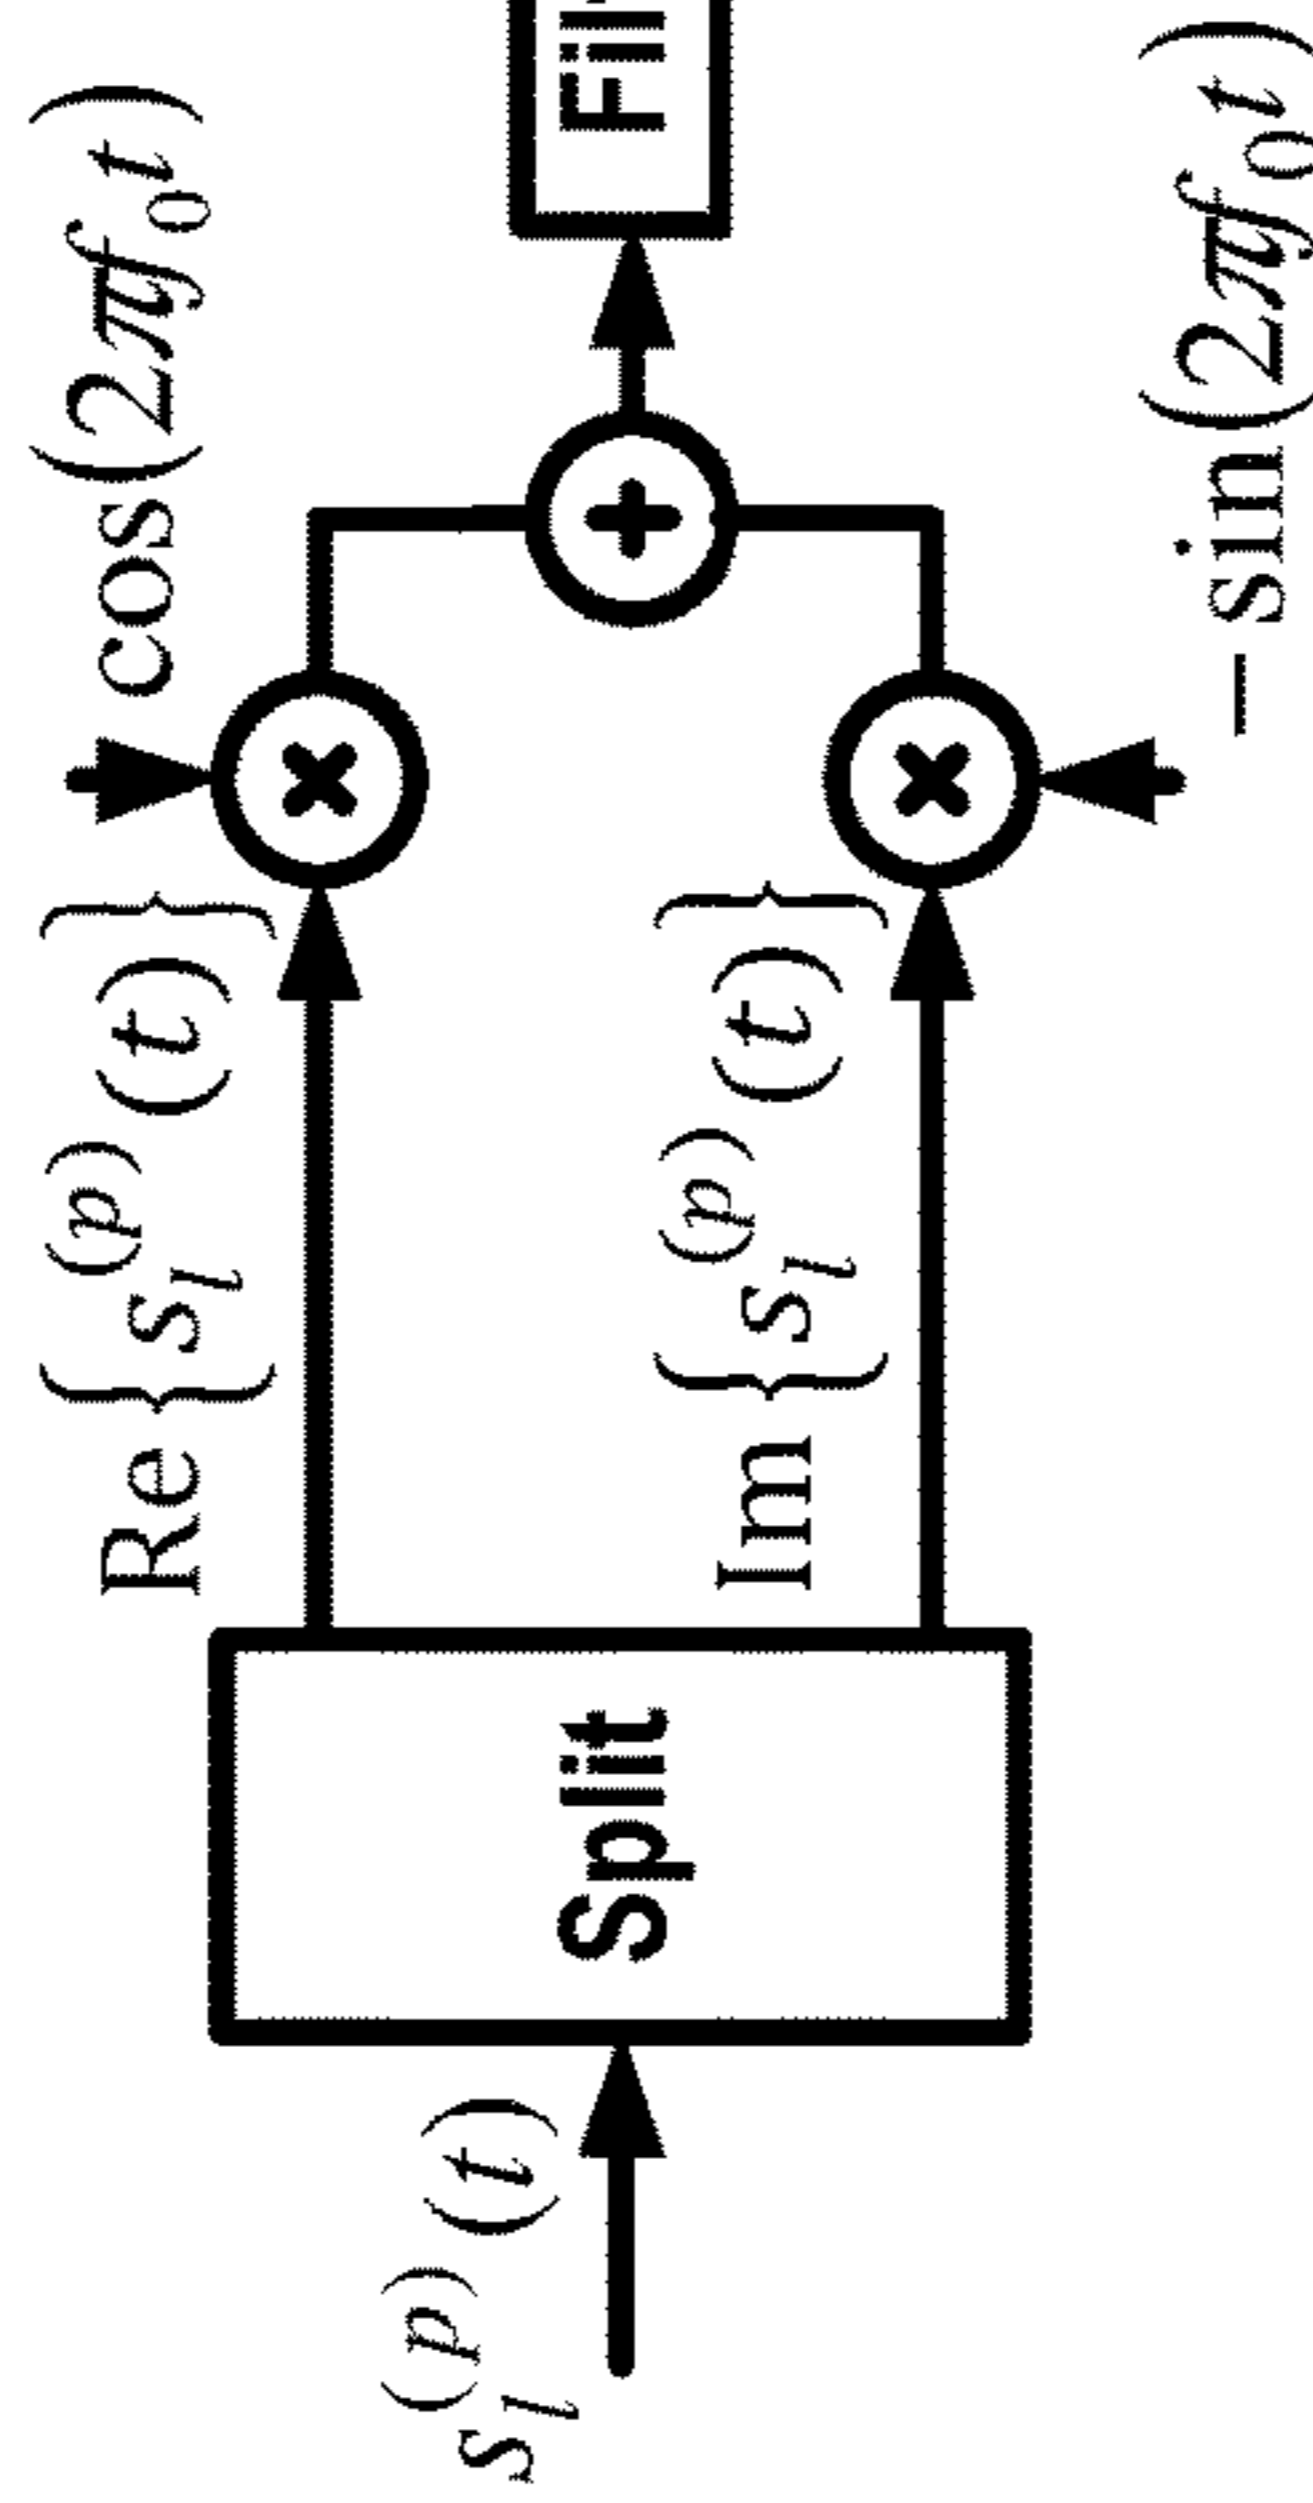 s_l^(p)(t)
Split
Re{s_l^(p)(t)}
cos(2πf_0t)
Im{s_l^(p)(t)}
−sin(2πf_0t)